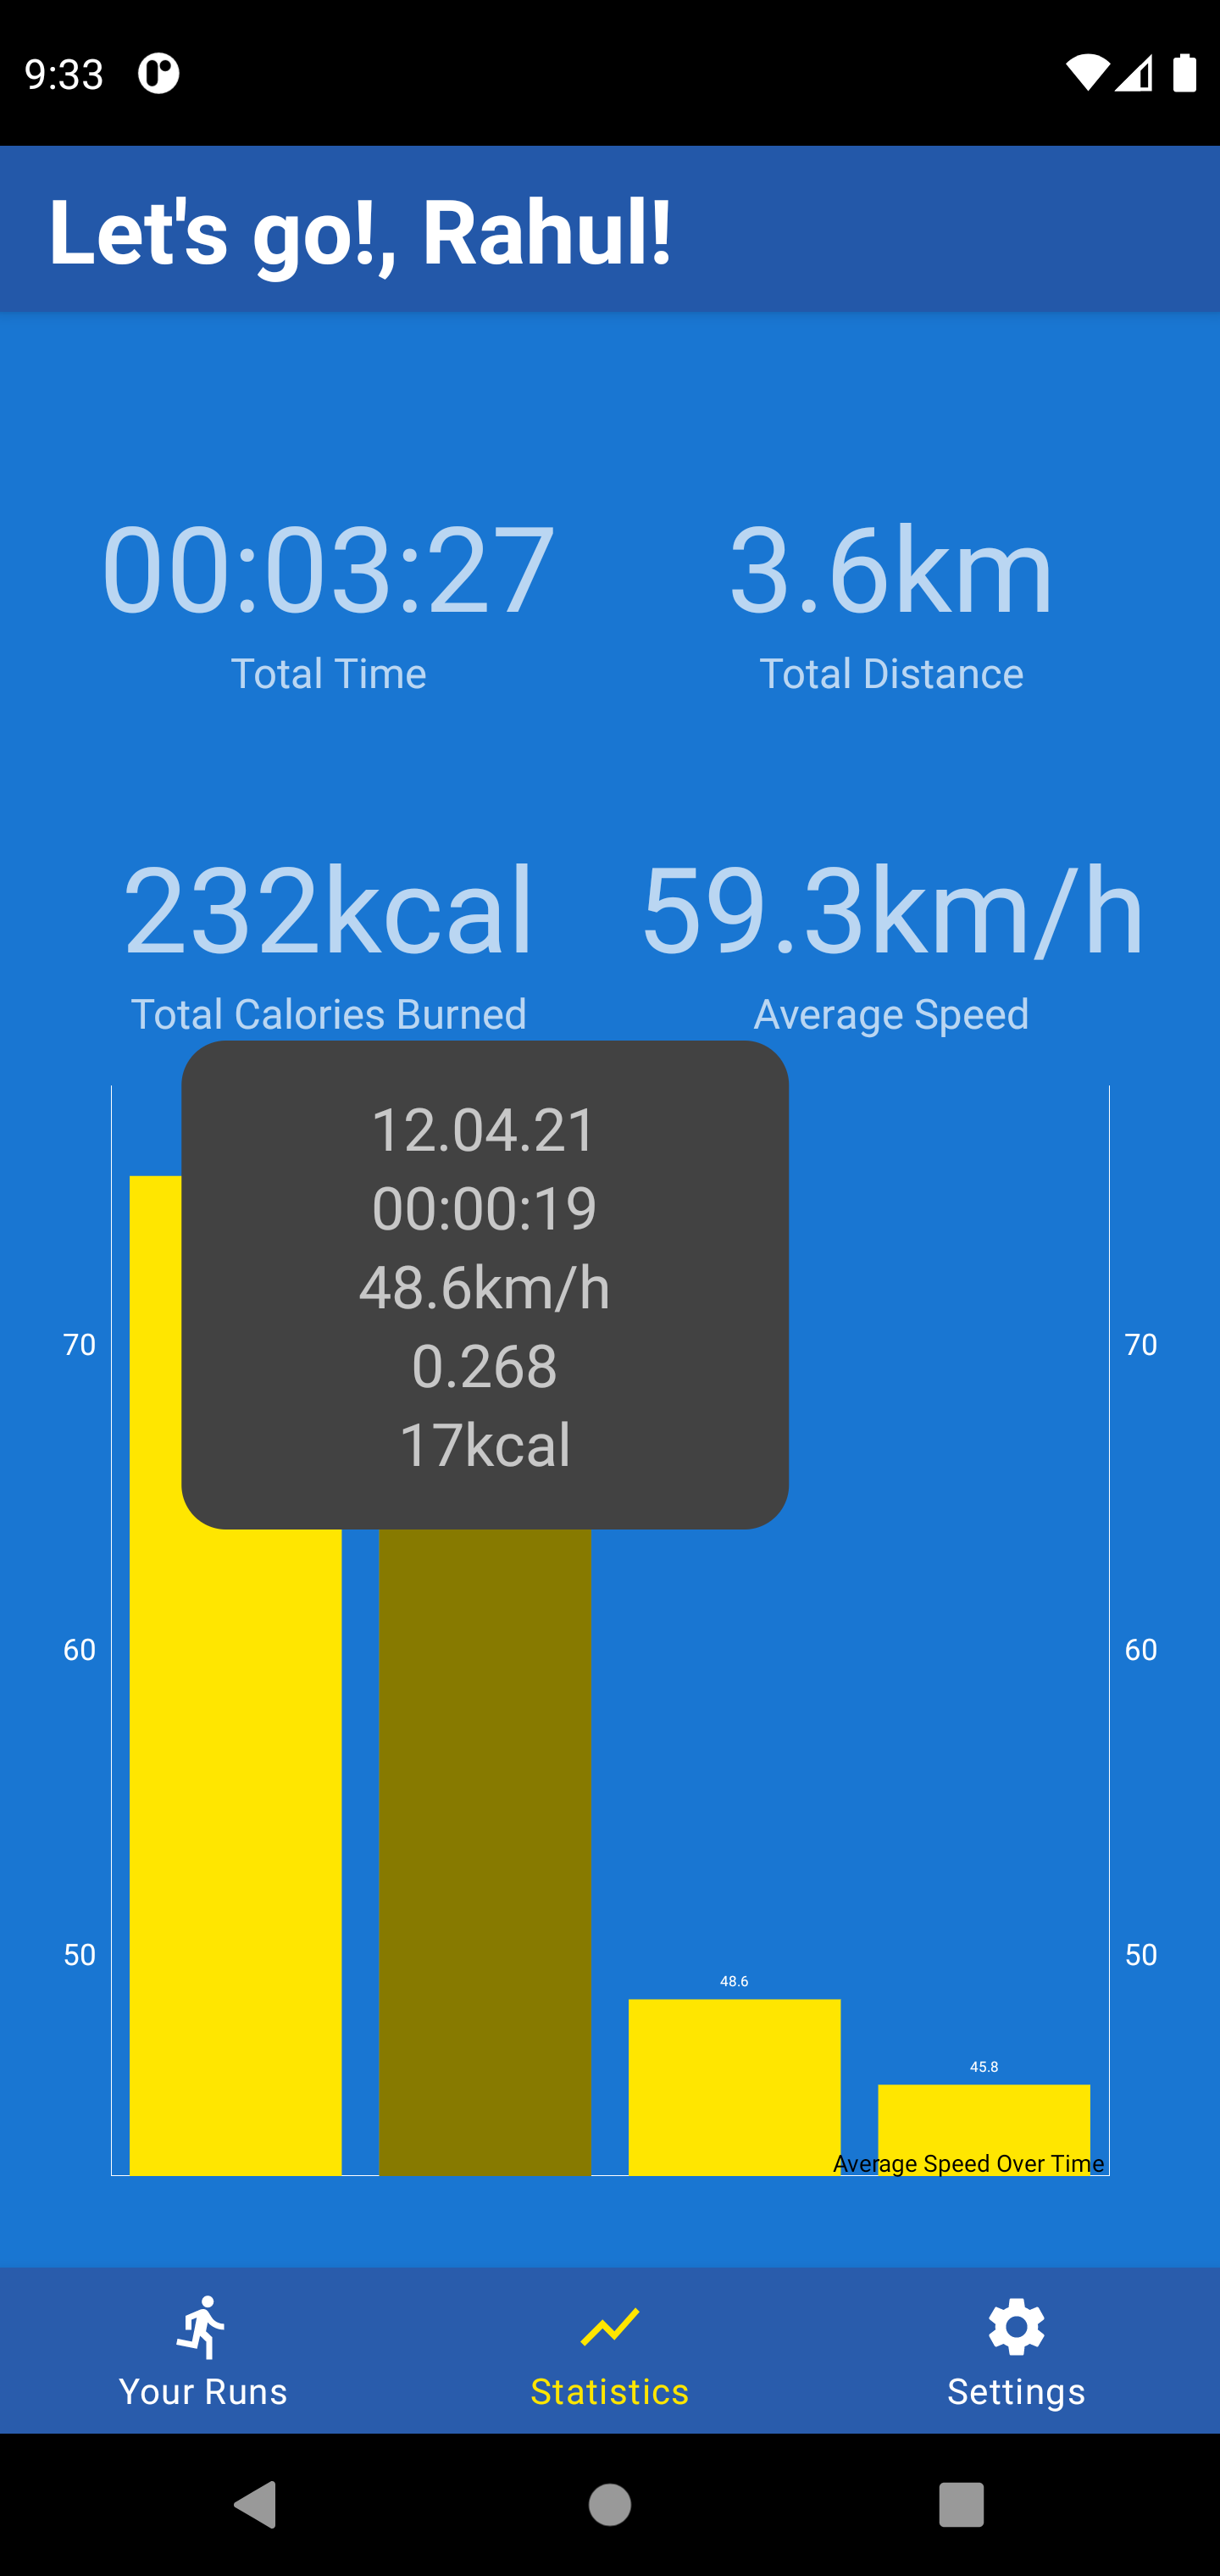 9:33
Let's go!, Rahul!
00:03:27
3.6km
Total Time
Total Distance
232kcal
59.3km/h
Total Calories Burned
Average Speed
12.04.21
00:00:19
48.6km/h
0.268
17kcal
70
70
60
60
50
50
48.6
45.8
Average Speed Over Time
Your Runs
Statistics
Settings